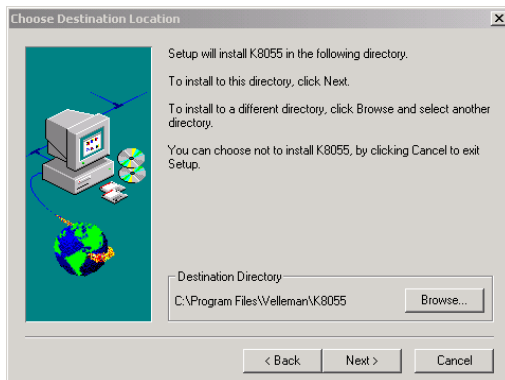 Choose Destination Location
Setup will install K8055 in the following directory.
To install to this directory, click Next.
To install to a different directory, click Browse and select another
directory.
You can choose not to install K8055, by clicking Cancel to exit
Setup.
Destination Directory
C:\Program Files\Velleman\K8055
Browse...
< Back
Next >
Cancel